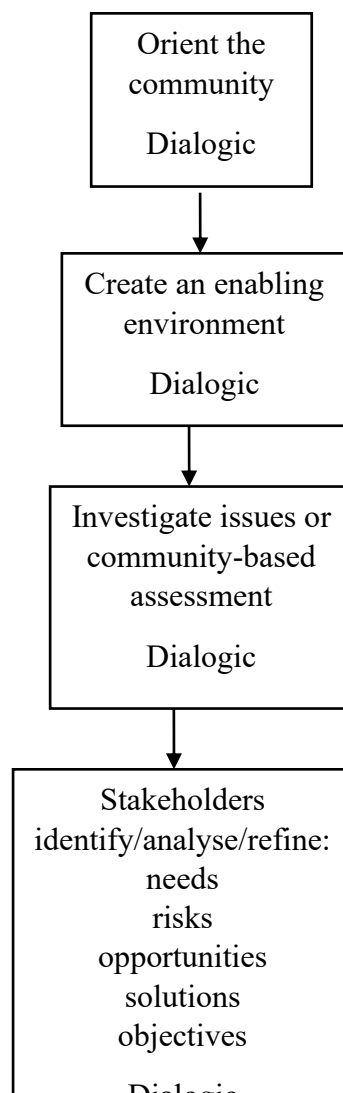 Orient the
community
Dialogic
Create an enabling
environment
Dialogic
Investigate issues or
community-based
assessment
Dialogic
Stakeholders
identify/analyse/refine:
needs
risks
opportunities
solutions
objectives
Dialogic